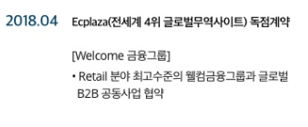 2018.04 Ecplaza(전세계 4위 글로벌무역사이트) 독점계약
[Welcome 금융그룹]
• Retail 분야 최고수준의 웰컴금융그룹과 글로벌
B2B 공동사업 협약